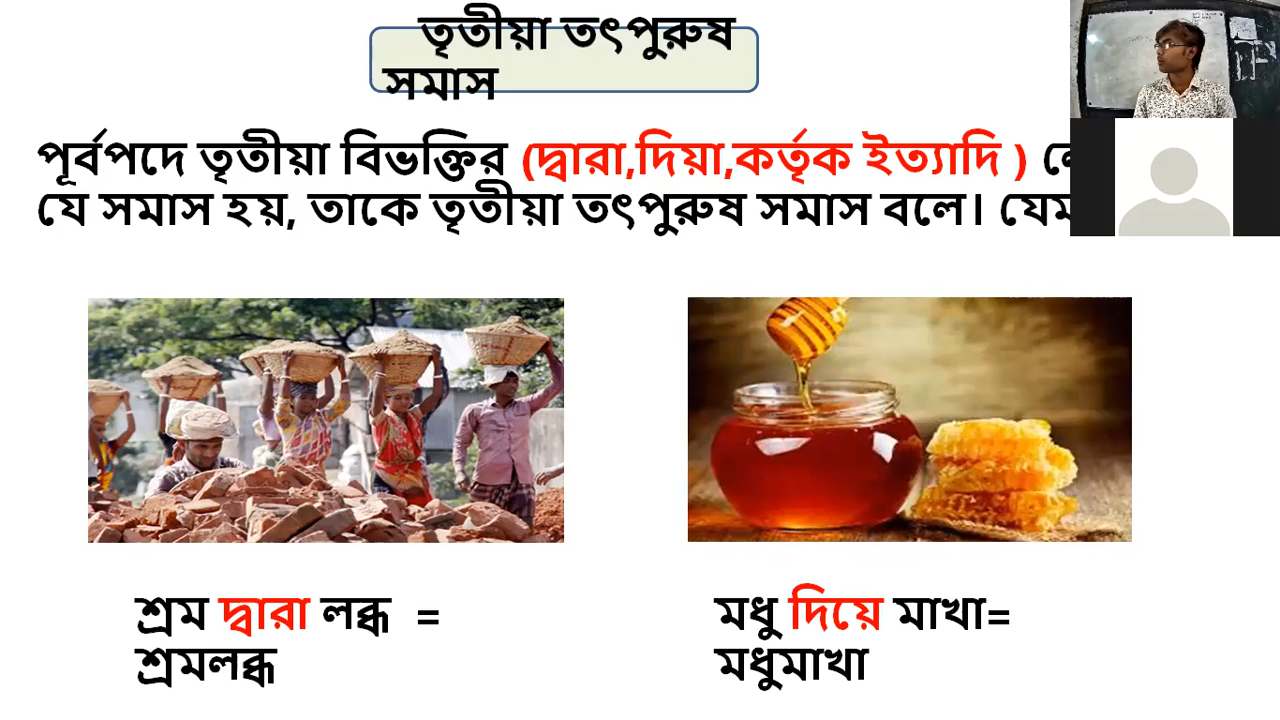 তৃতীয়া তৎপুরুষ
সমাস
পূর্বপদে তৃতীয়া বিভক্তির (দ্বারা,দিয়া,কর্তৃক ইত্যাদি )
যে সমাস হয়, তাকে তৃতীয়া তৎপুরুষ সমাস বলে।
শ্রম দ্বারা লব্ধ =
শ্রমলব্ধ
মধু দিয়ে মাখা=
মধুমাখা